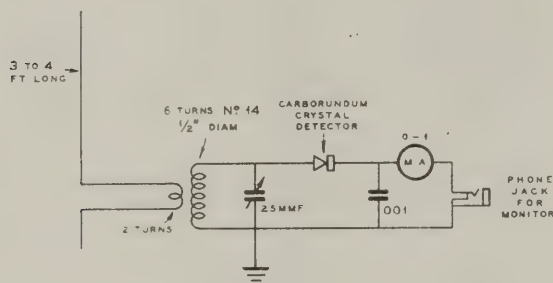 3 TO 4
FT LONG
6 TURNS Nº 14
1/2" DIAM
CARBORUNDUM
CRYSTAL
DETECTOR
0-1
MA
PHONE
JACK
FOR
MONITOR
25MMF
.001
2 TURNS